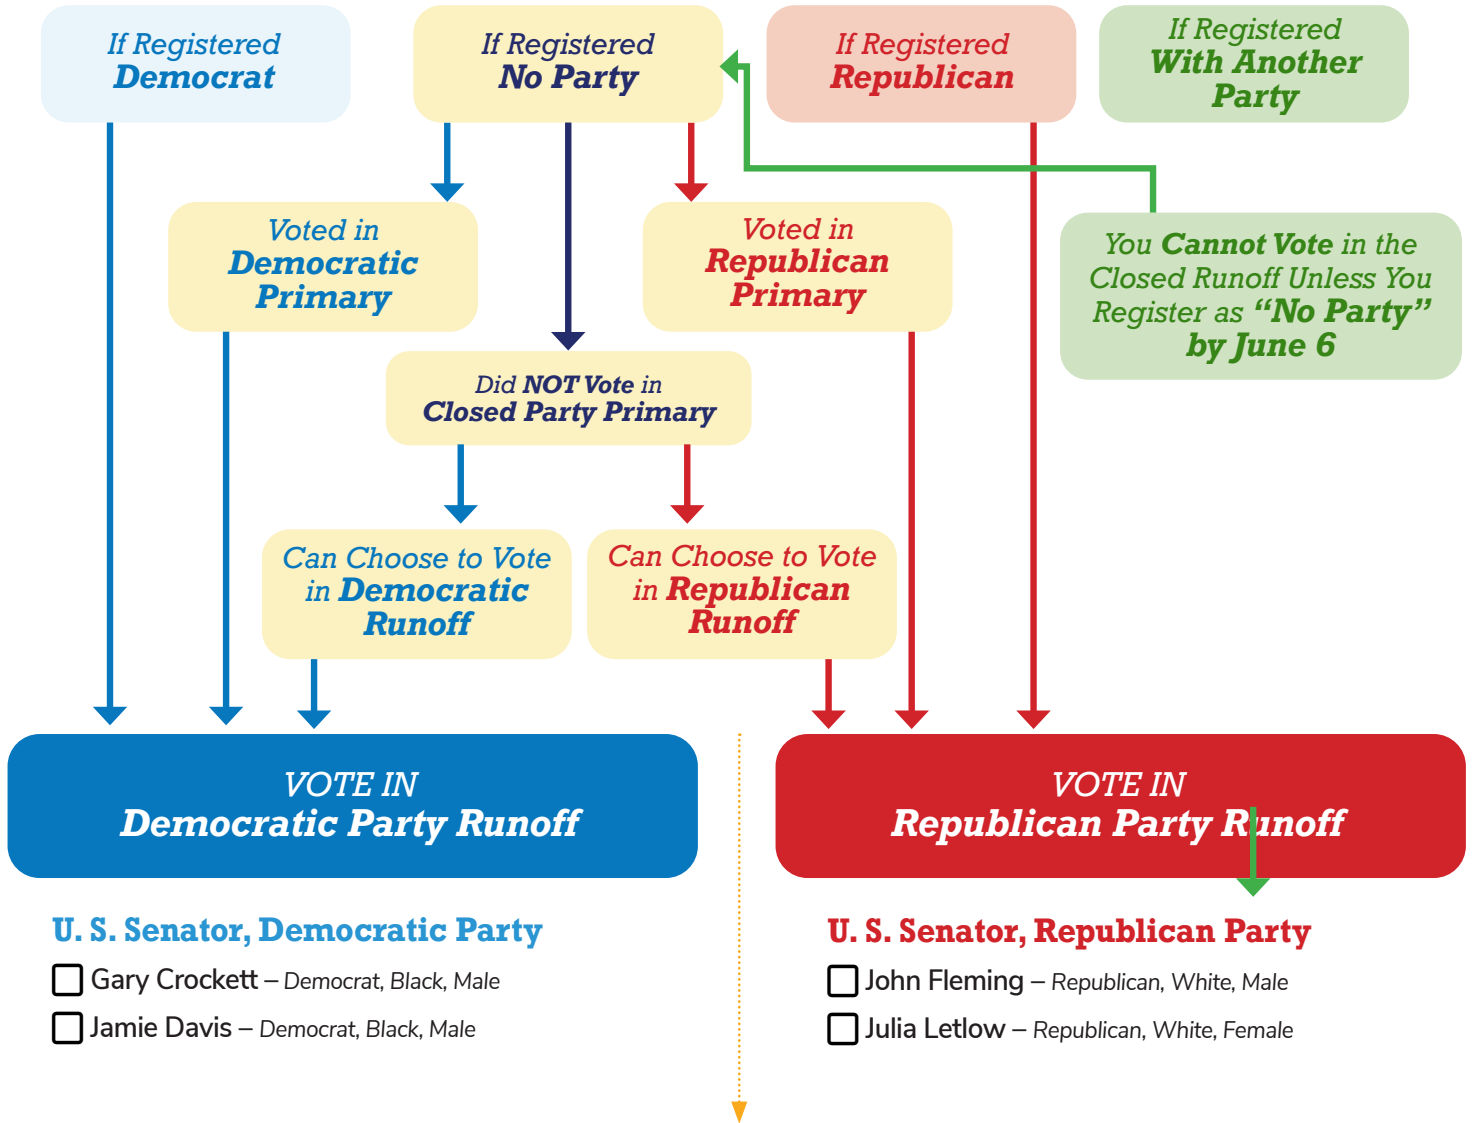 If Registered
Democrat
If Registered
No Party
If Registered
Republican
If Registered
With Another
Party
Voted in
Democratic
Primary
Voted in
Republican
Primary
You Cannot Vote in the
Closed Runoff Unless You
Register as “No Party”
by June 6
Did NOT Vote in
Closed Party Primary
Can Choose to Vote
in Democratic
Runoff
Can Choose to Vote
in Republican
Runoff
VOTE IN
Democratic Party Runoff
VOTE IN
Republican Party Runoff
U. S. Senator, Democratic Party
Gary Crockett – Democrat, Black, Male
Jamie Davis – Democrat, Black, Male
U. S. Senator, Republican Party
John Fleming – Republican, White, Male
Julia Letlow – Republican, White, Female